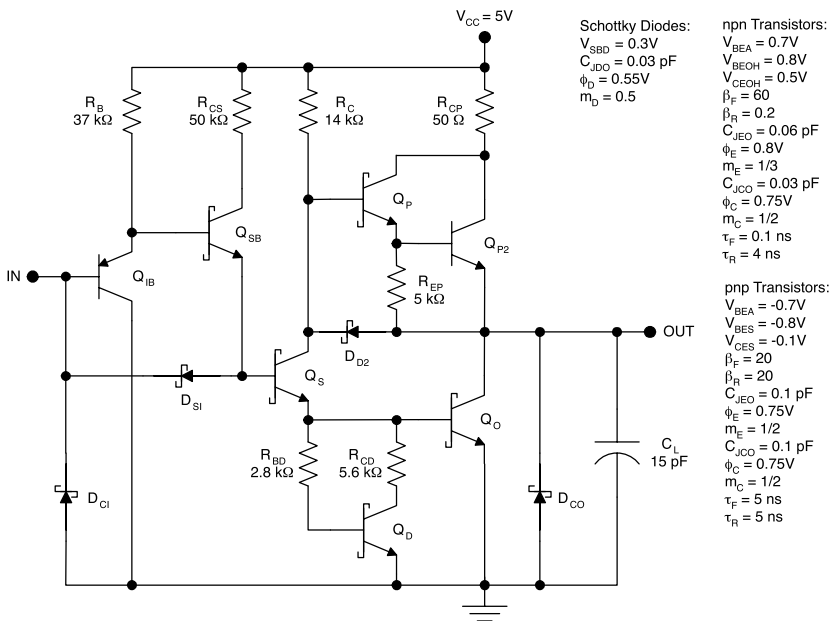 V_CC = 5V
R_B
37 kΩ
R_CS
50 kΩ
R_C
14 kΩ
R_CP
50 Ω
Q_P
Q_SB
Q_P2
IN
Q_IB
R_EP
5 kΩ
OUT
D_D2
Q_S
D_SI
Q_O
R_BD
2.8 kΩ
R_CD
5.6 kΩ
C_L
15 pF
D_CI
D_CO
Q_D
Schottky Diodes:
V_SBD = 0.3V
C_JDO = 0.03 pF
ϕ_D = 0.55V
m_D = 0.5
npn Transistors:
V_BEA = 0.7V
V_BEOH = 0.8V
V_CEOH = 0.5V
β_F = 60
β_R = 0.2
C_JEO = 0.06 pF
ϕ_E = 0.8V
m_E = 1/3
C_JCO = 0.03 pF
ϕ_C = 0.75V
m_C = 1/2
τ_F = 0.1 ns
τ_R = 4 ns
pnp Transistors:
V_BEA = -0.7V
V_BES = -0.8V
V_CES = -0.1V
β_F = 20
β_R = 20
C_JEO = 0.1 pF
ϕ_E = 0.75V
m_E = 1/2
C_JCO = 0.1 pF
ϕ_C = 0.75V
m_C = 1/2
τ_F = 5 ns
τ_R = 5 ns